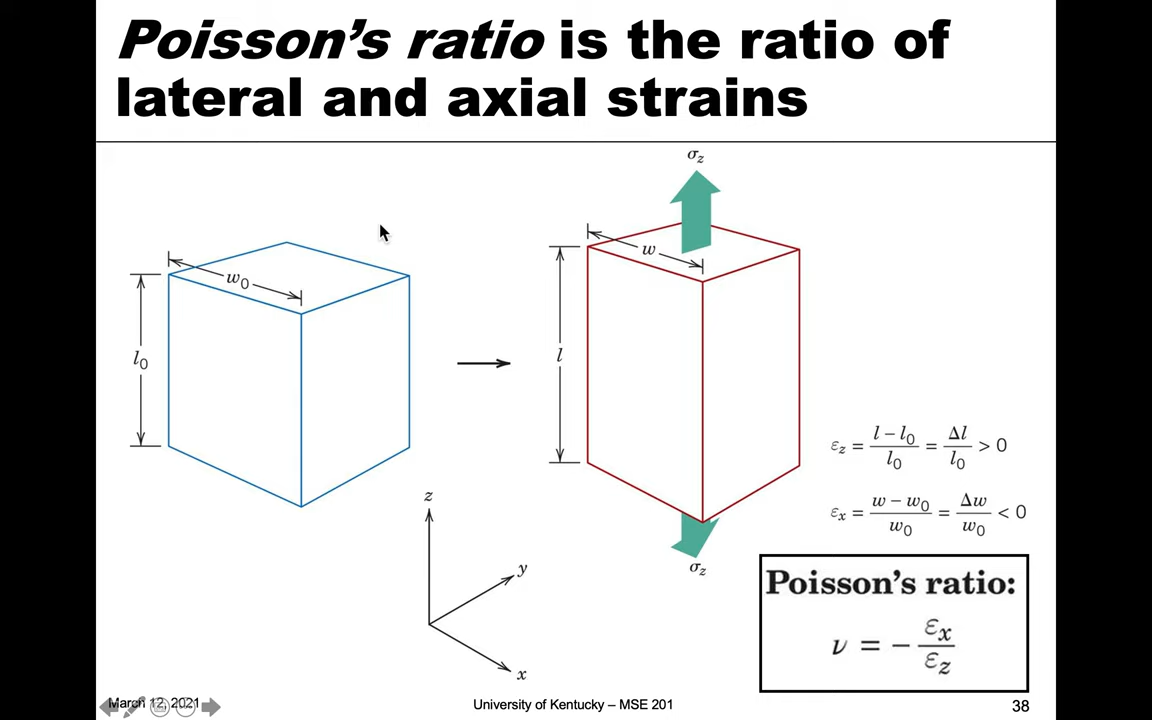 Poisson's ratio is the ratio of
lateral and axial strains
σz
w0
w
l0
l
εz = l – l0 / l0 = Δl / l0 > 0
εx = w – w0 / w0 = Δw / w0 < 0
z
y
x
σz
Poisson's ratio:
ν = – εx / εz
March 12, 2021
University of Kentucky – MSE 201
38